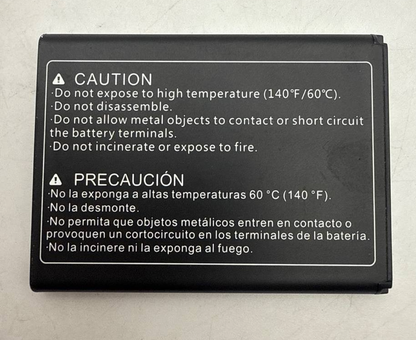 ⚠ CAUTION
·Do not expose to high temperature (140°F/60℃).
·Do not disassemble.
·Do not allow metal objects to contact or short circuit
the battery terminals.
·Do not incinerate or expose to fire.
⚠ PRECAUCIÓN
·No la exponga a altas temperaturas 60 °C (140 °F).
·No la desmonte.
·No permita que objetos metálicos entren en contacto o
provoquen un cortocircuito en los terminales de la batería.
·No la incinere ni la exponga al fuego.